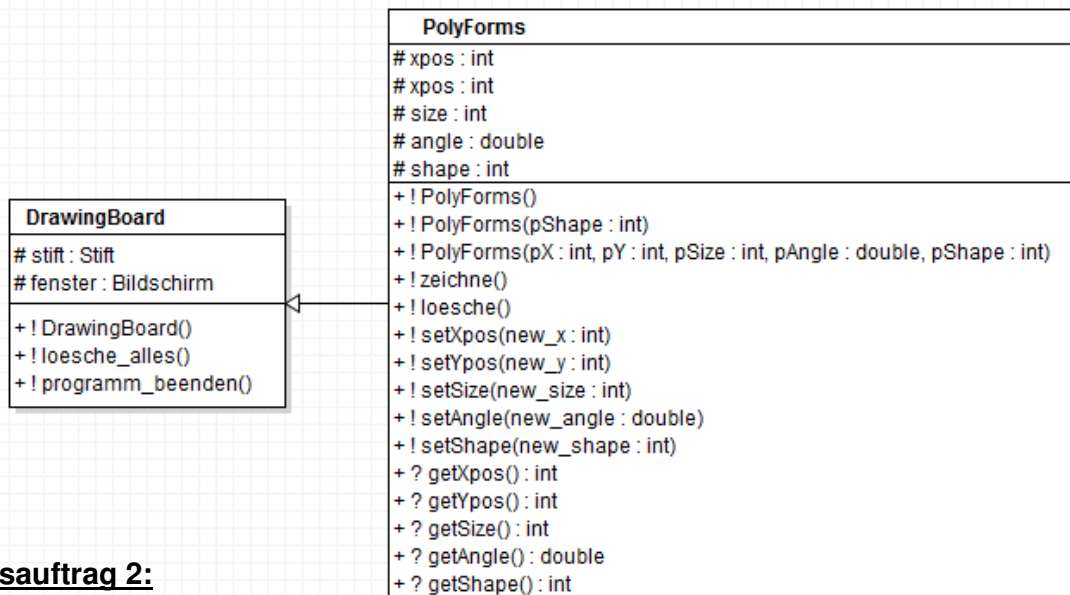 PolyForms
# xpos : int
# xpos : int
# size : int
# angle : double
# shape : int
+ ! PolyForms()
+ ! PolyForms(pShape : int)
+ ! PolyForms(pX : int, pY : int, pSize : int, pAngle : double, pShape : int)
+ ! zeichne()
+ ! loesche()
+ ! setXpos(new_x : int)
+ ! setYpos(new_y : int)
+ ! setSize(new_size : int)
+ ! setAngle(new_angle : double)
+ ! setShape(new_shape : int)
+ ? getXpos() : int
+ ? getYpos() : int
+ ? getSize() : int
+ ? getAngle() : double
+ ? getShape() : int
DrawingBoard
# stift : Stift
# fenster : Bildschirm
+ ! DrawingBoard()
+ ! loesche_alles()
+ ! programm_beenden()
sauftrag 2: